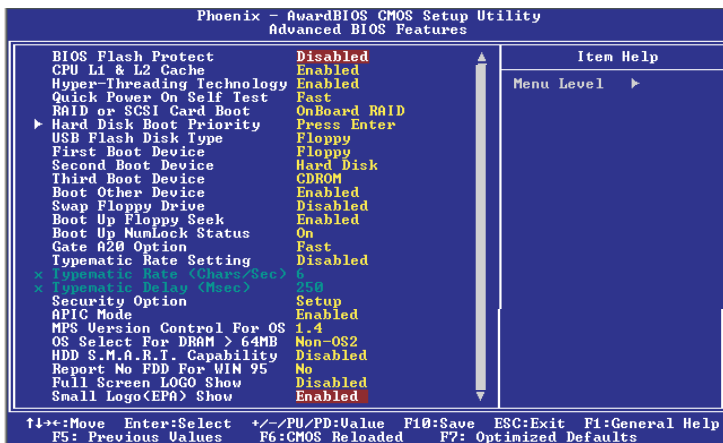 Phoenix - AwardBIOS CMOS Setup Utility
Advanced BIOS Features
BIOS Flash Protect Disabled
CPU L1 & L2 Cache Enabled
Hyper-Threading Technology Enabled
Quick Power On Self Test Fast
RAID or SCSI Card Boot OnBoard RAID
Hard Disk Boot Priority Press Enter
USB Flash Disk Type Floppy
First Boot Device Floppy
Second Boot Device Hard Disk
Third Boot Device CDROM
Boot Other Device Enabled
Swap Floppy Drive Disabled
Boot Up Floppy Seek Enabled
Boot Up NumLock Status On
Gate A20 Option Fast
Typematic Rate Setting Disabled
x Typematic Rate (Chars/Sec) 6
x Typematic Delay (Msec) 250
Security Option Setup
APIC Mode Enabled
MPS Version Control For OS 1.4
OS Select For DRAM > 64MB Non-OS2
HDD S.M.A.R.T. Capability Disabled
Report No FDD For WIN 95 No
Full Screen LOGO Show Disabled
Small Logo(EPA) Show Enabled
Item Help
Menu Level
↑↓→←:Move Enter:Select +/-/PU/PD:Value F10:Save ESC:Exit F1:General Help
F5: Previous Values F6:CMOS Reloaded F7: Optimized Defaults